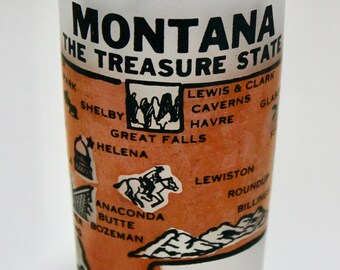 MONTANA
THE TREASURE STATE
LEWIS & CLARK
CAVERNS
SHELBY
HAVRE
GREAT FALLS
HELENA
LEWISTON
ROUNDUP
ANACONDA
BUTTE
BOZEMAN